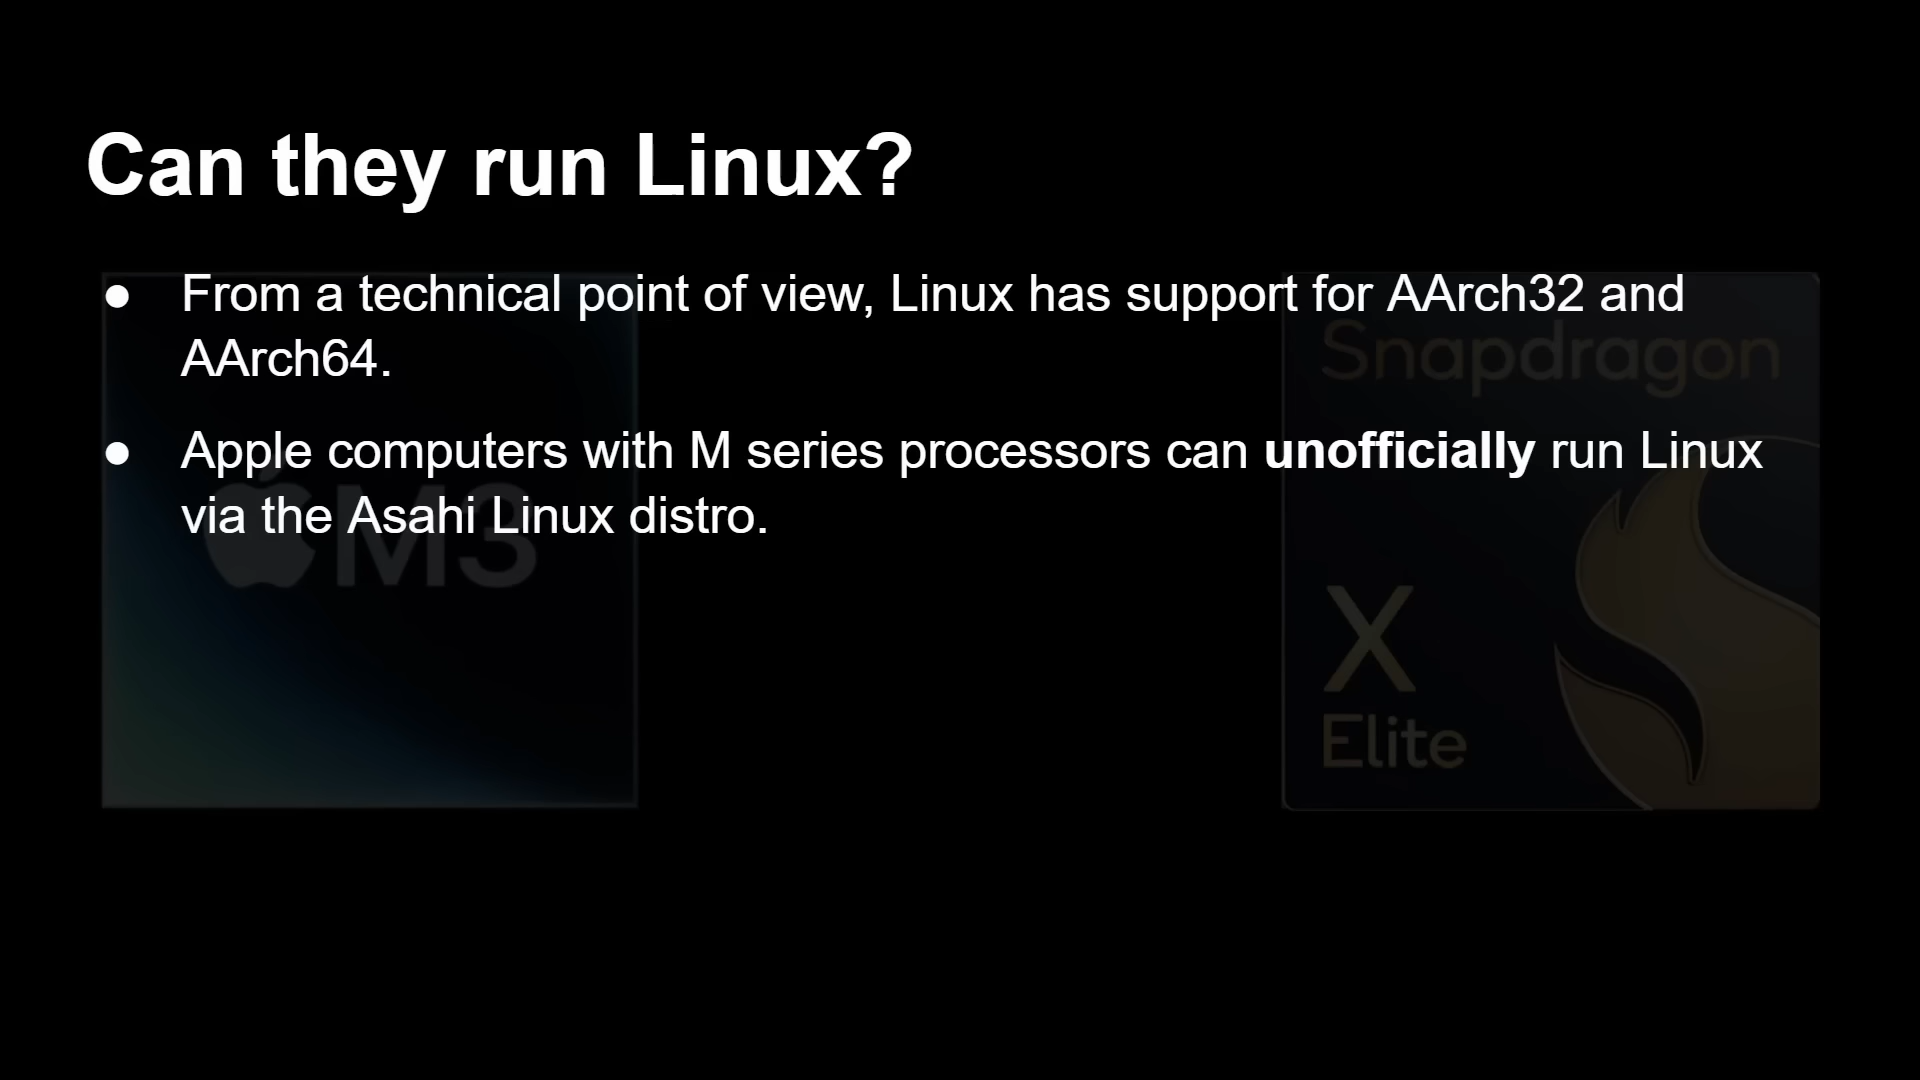 Can they run Linux?
● From a technical point of view, Linux has support for AArch32 and
AArch64.
● Apple computers with M series processors can unofficially run Linux
via the Asahi Linux distro.
M3
Snapdragon
X
Elite